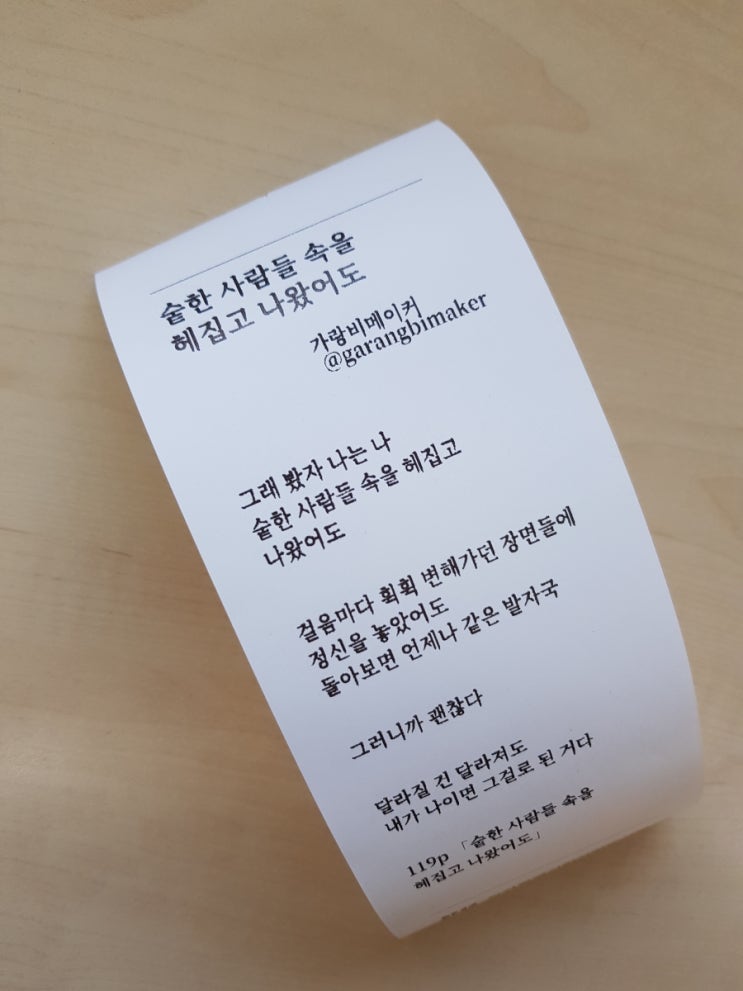 숱한 사람들 속을
헤집고 나왔어도
가랑비메이커
@garangbimaker
그래 봤자 나는 나
숱한 사람들 속을 헤집고
나왔어도
걸음마다 획획 변해가던 장면들에
정신을 놓았어도
돌아보면 언제나 같은 발자국
그러니까 괜찮다
달라질 긴 달라져도
내가 나이면 그걸로 된 거다
119p 「숱한 사람들 속을
헤집고 나왔어도」